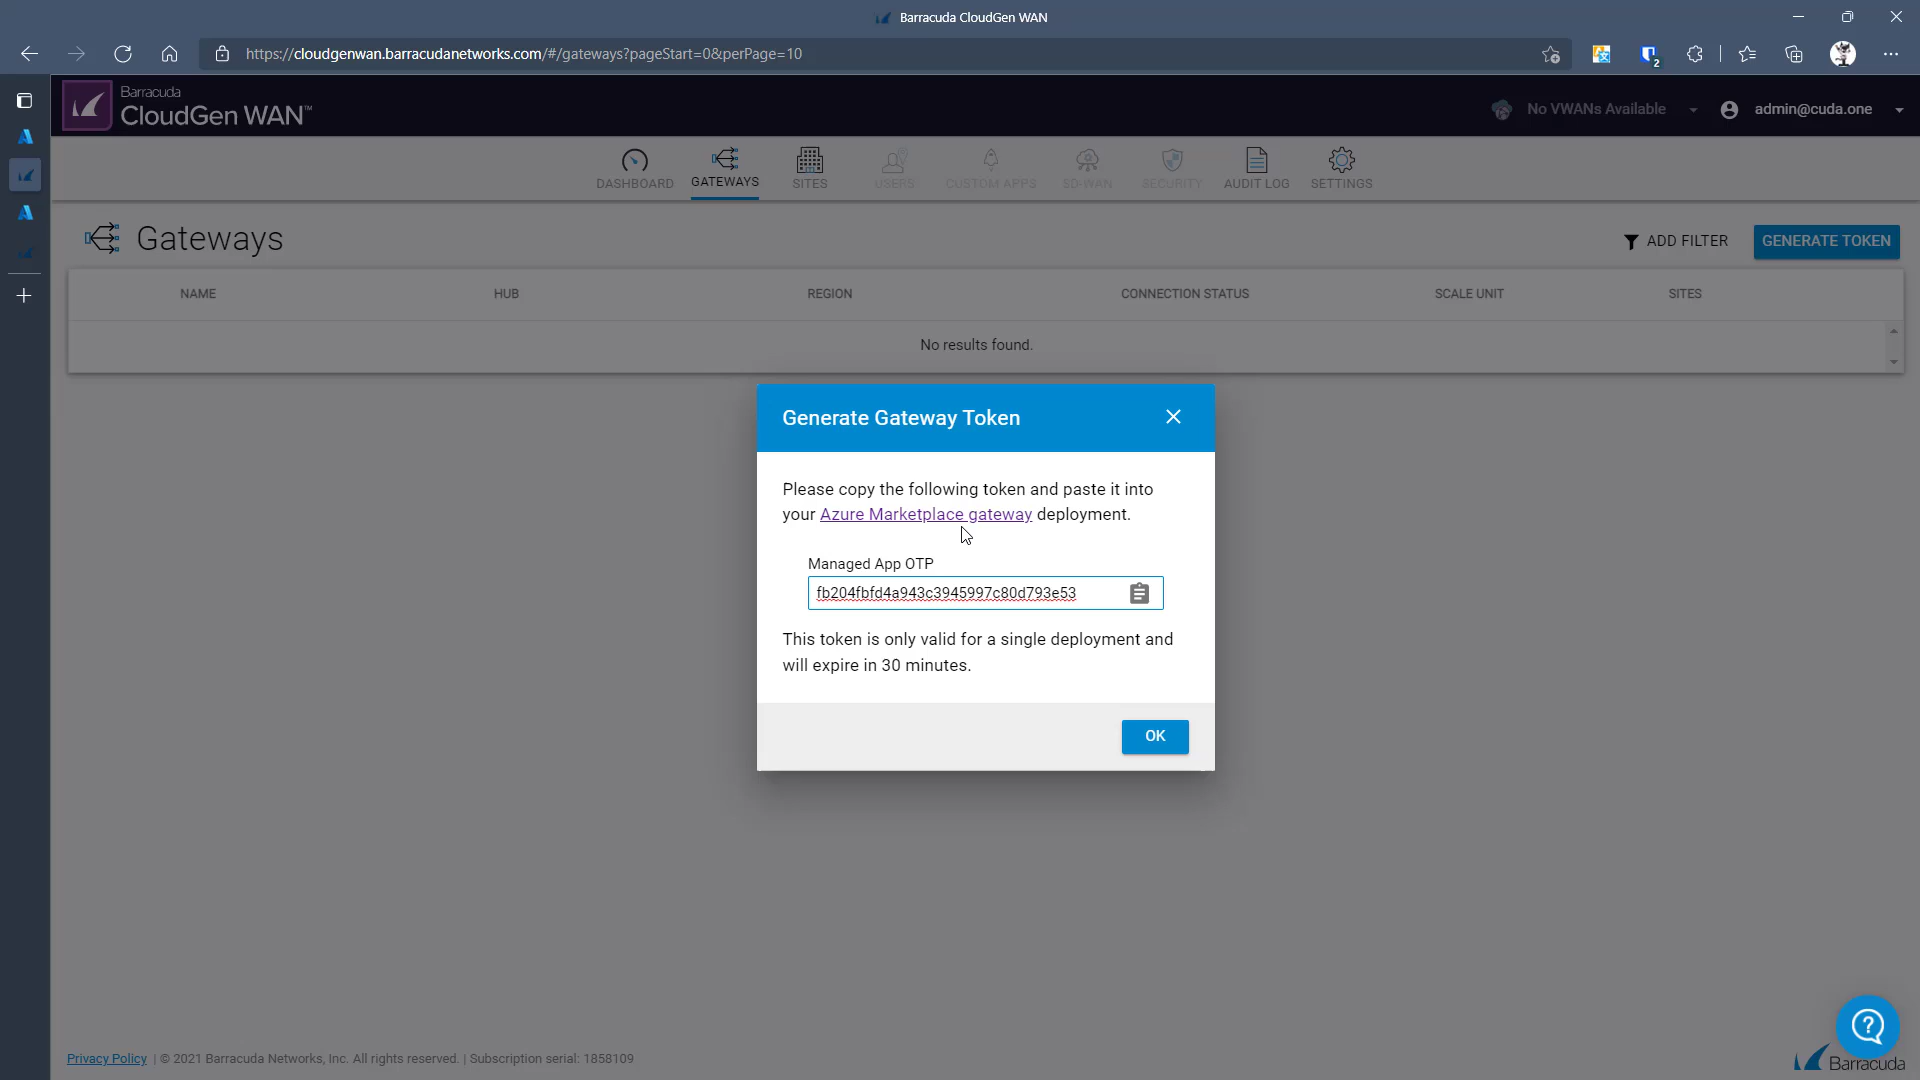 Barracuda CloudGen WAN
https://cloudgenwan.barracudanetworks.com/#/gateways?pageStart=0&perPage=10
2
Barracuda
CloudGen WAN™
No VWANs Available
admin@cuda.one
DASHBOARD
GATEWAYS
SITES
USERS
CUSTOM APPS
SD-WAN
SECURITY
AUDIT LOG
SETTINGS
Gateways
ADD FILTER
GENERATE TOKEN
NAME
HUB
REGION
CONNECTION STATUS
SCALE UNIT
SITES
No results found.
Generate Gateway Token
Please copy the following token and paste it into
your Azure Marketplace gateway deployment.
Managed App OTP
fb204fbfd4a943c3945997c80d793e53
This token is only valid for a single deployment and
will expire in 30 minutes.
OK
Privacy Policy | © 2021 Barracuda Networks, Inc. All rights reserved. | Subscription serial: 1858109
Barracuda